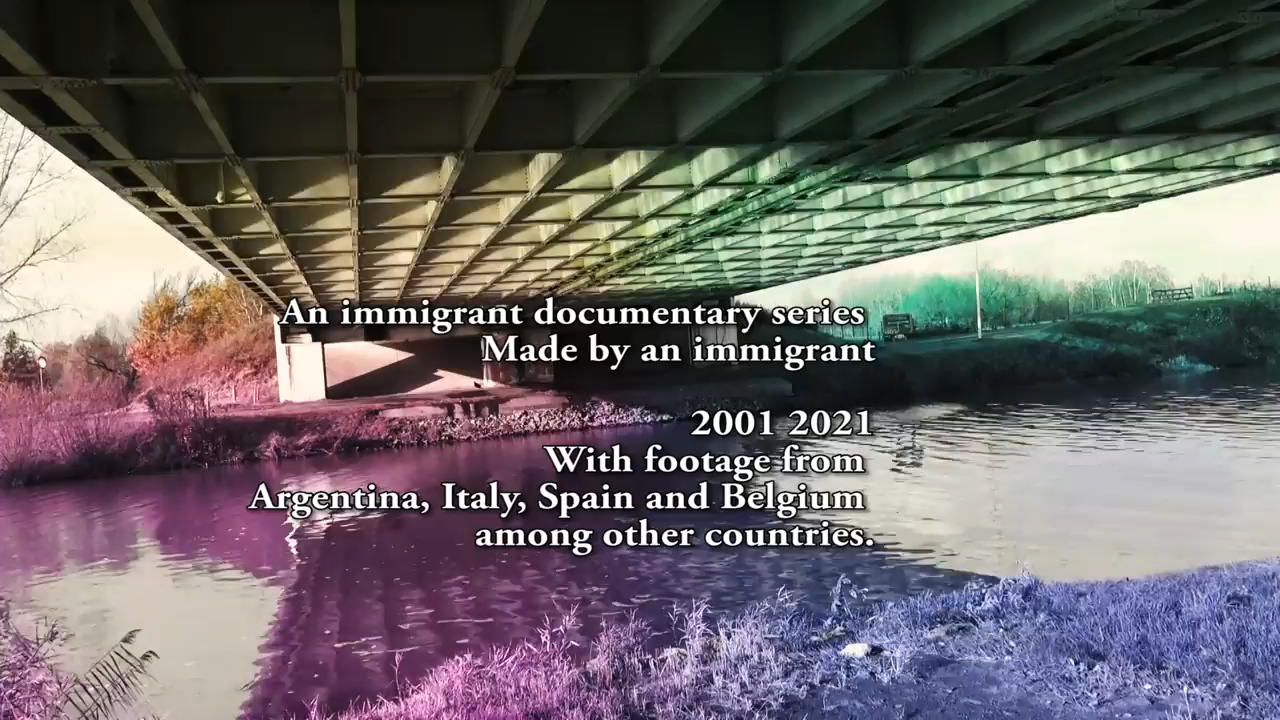 An immigrant documentary series
Made by an immigrant
2001 2021
With footage from
Argentina, Italy, Spain and Belgium
among other countries.